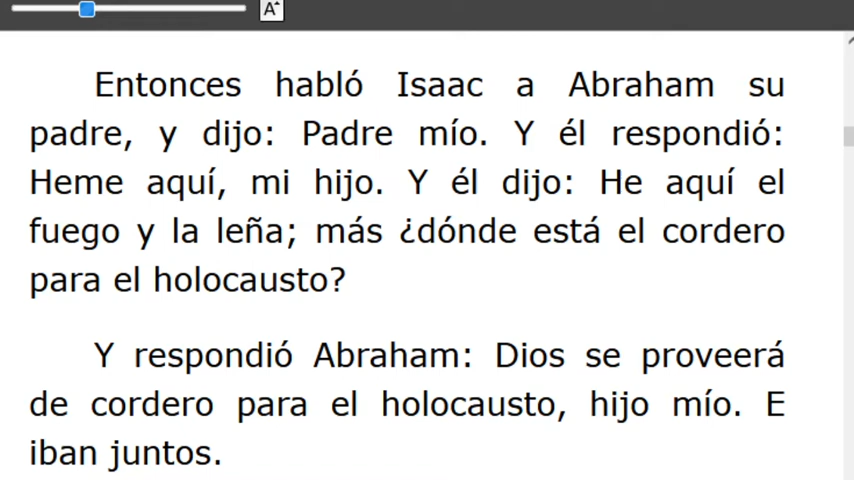 A
Entonces habló Isaac a Abraham su
padre, y dijo: Padre mío. Y él respondió:
Heme aquí, mi hijo. Y él dijo: He aquí el
fuego y la leña; más ¿dónde está el cordero
para el holocausto?
Y respondió Abraham: Dios se proveerá
de cordero para el holocausto, hijo mío. E
iban juntos.